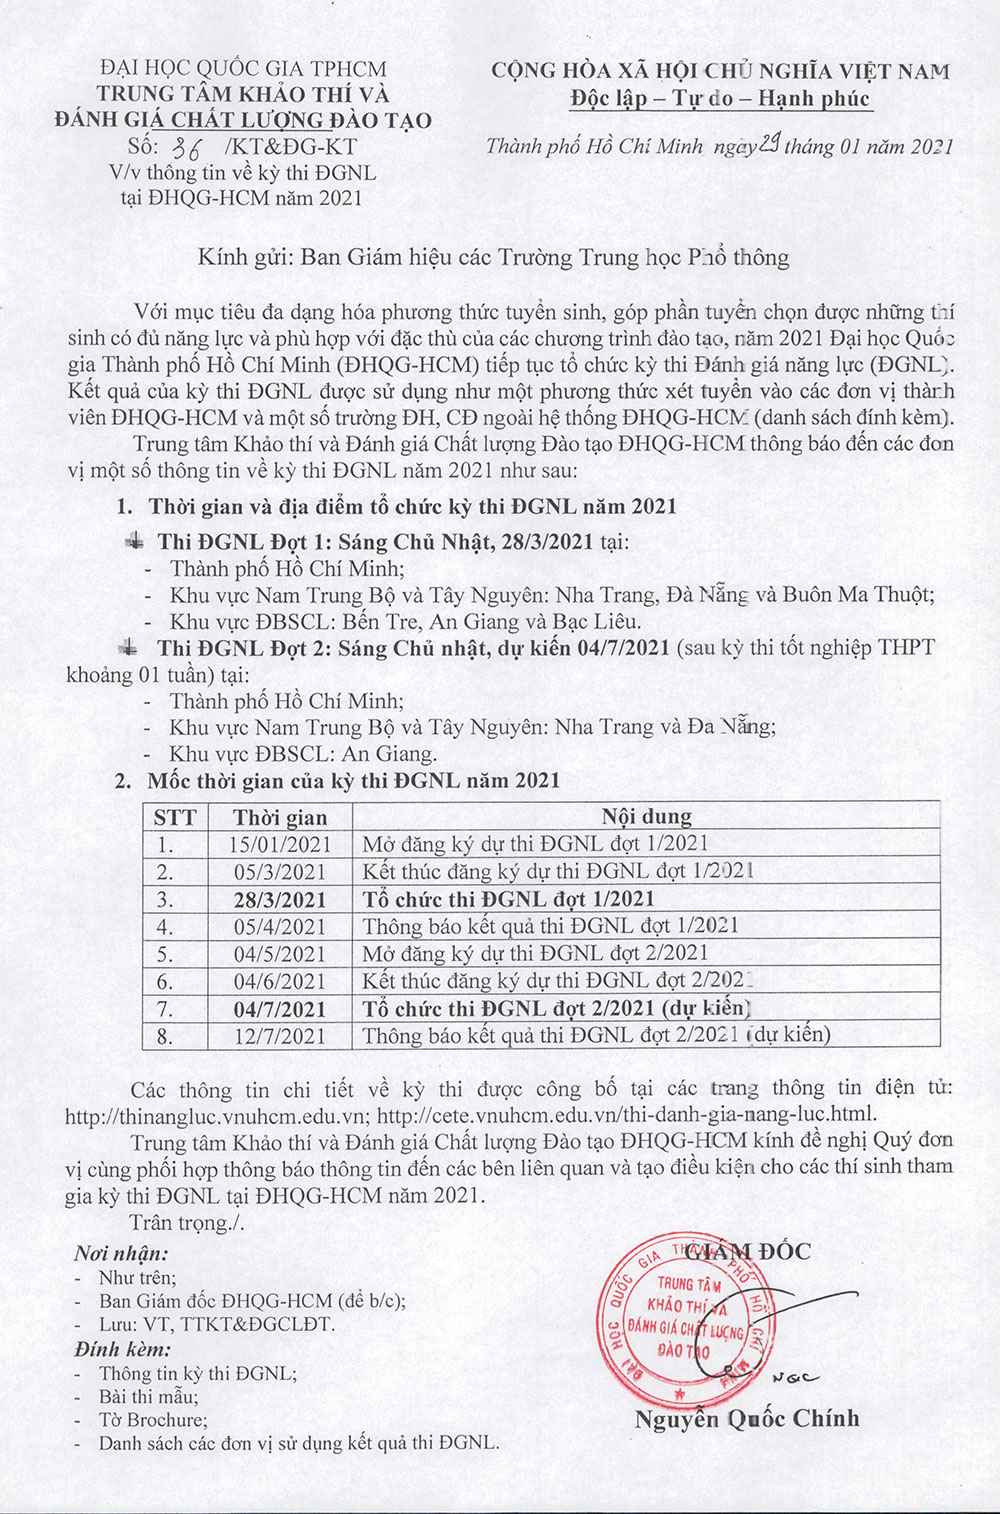 ĐẠI HỌC QUỐC GIA TPHCM
TRUNG TÂM KHẢO THÍ VÀ
ĐÁNH GIÁ CHẤT LƯỢNG ĐÀO TẠO
Số: 36 /KT&ĐG-KT
V/v thông tin về kỳ thi ĐGNL
tại ĐHQG-HCM năm 2021
CỘNG HÒA XÃ HỘI CHỦ NGHĨA VIỆT NAM
Độc lập – Tự do – Hạnh phúc
Thành phố Hồ Chí Minh ngày 29 tháng 01 năm 2021
Kính gửi: Ban Giám hiệu các Trường Trung học Phổ thông
Với mục tiêu đa dạng hóa phương thức tuyển sinh, góp phần tuyển chọn được những thí
sinh có đủ năng lực và phù hợp với đặc thù của các chương trình đào tạo, năm 2021 Đại học Quốc
gia Thành phố Hồ Chí Minh (ĐHQG-HCM) tiếp tục tổ chức kỳ thi Đánh giá năng lực (ĐGNL).
Kết quả của kỳ thi ĐGNL được sử dụng như một phương thức xét tuyển vào các đơn vị thành
viên ĐHQG-HCM và một số trường ĐH, CĐ ngoài hệ thống ĐHQG-HCM (danh sách đính kèm).
Trung tâm Khảo thí và Đánh giá Chất lượng Đào tạo ĐHQG-HCM thông báo đến các đơn
vị một số thông tin về kỳ thi ĐGNL năm 2021 như sau:
1. Thời gian và địa điểm tổ chức kỳ thi ĐGNL năm 2021
Thi ĐGNL Đợt 1: Sáng Chủ Nhật, 28/3/2021 tại:
- Thành phố Hồ Chí Minh;
- Khu vực Nam Trung Bộ và Tây Nguyên: Nha Trang, Đà Nẵng và Buôn Ma Thuột;
- Khu vực ĐBSCL: Bến Tre, An Giang và Bạc Liêu.
Thi ĐGNL Đợt 2: Sáng Chủ nhật, dự kiến 04/7/2021 (sau kỳ thi tốt nghiệp THPT
khoảng 01 tuần) tại:
- Thành phố Hồ Chí Minh;
- Khu vực Nam Trung Bộ và Tây Nguyên: Nha Trang và Đa Nẵng;
- Khu vực ĐBSCL: An Giang.
2. Mốc thời gian của kỳ thi ĐGNL năm 2021
STT Thời gian Nội dung
1. 15/01/2021 Mở đăng ký dự thi ĐGNL đợt 1/2021
2. 05/3/2021 Kết thúc đăng ký dự thi ĐGNL đợt 1/2021
3. 28/3/2021 Tổ chức thi ĐGNL đợt 1/2021
4. 05/4/2021 Thông báo kết quả thi ĐGNL đợt 1/2021
5. 04/5/2021 Mở đăng ký dự thi ĐGNL đợt 2/2021
6. 04/6/2021 Kết thúc đăng ký dự thi ĐGNL đợt 2/2021
7. 04/7/2021 Tổ chức thi ĐGNL đợt 2/2021 (dự kiến)
8. 12/7/2021 Thông báo kết quả thi ĐGNL đợt 2/2021 (dự kiến)
Các thông tin chi tiết về kỳ thi được công bố tại các trang thông tin điện tử:
http://thinangluc.vnuhcm.edu.vn; http://cete.vnuhcm.edu.vn/thi-danh-gia-nang-luc.html.
Trung tâm Khảo thí và Đánh giá Chất lượng Đào tạo ĐHQG-HCM kính đề nghị Quý đơn
vị cùng phối hợp thông báo thông tin đến các bên liên quan và tạo điều kiện cho các thí sinh tham
gia kỳ thi ĐGNL tại ĐHQG-HCM năm 2021.
Trân trọng./.
Nơi nhận:
- Như trên;
- Ban Giám đốc ĐHQG-HCM (để b/c);
- Lưu: VT, TTKT&ĐGCLĐT.
Đính kèm:
- Thông tin kỳ thi ĐGNL;
- Bài thi mẫu;
- Tờ Brochure;
- Danh sách các đơn vị sử dụng kết quả thi ĐGNL.
GIÁM ĐỐC
ĐẠI HỌC QUỐC GIA THÀNH PHỐ HỒ CHÍ MINH
TRUNG TÂM
KHẢO THÍ VÀ
ĐÁNH GIÁ CHẤT LƯỢNG
ĐÀO TẠO
Nguyễn Quốc Chính